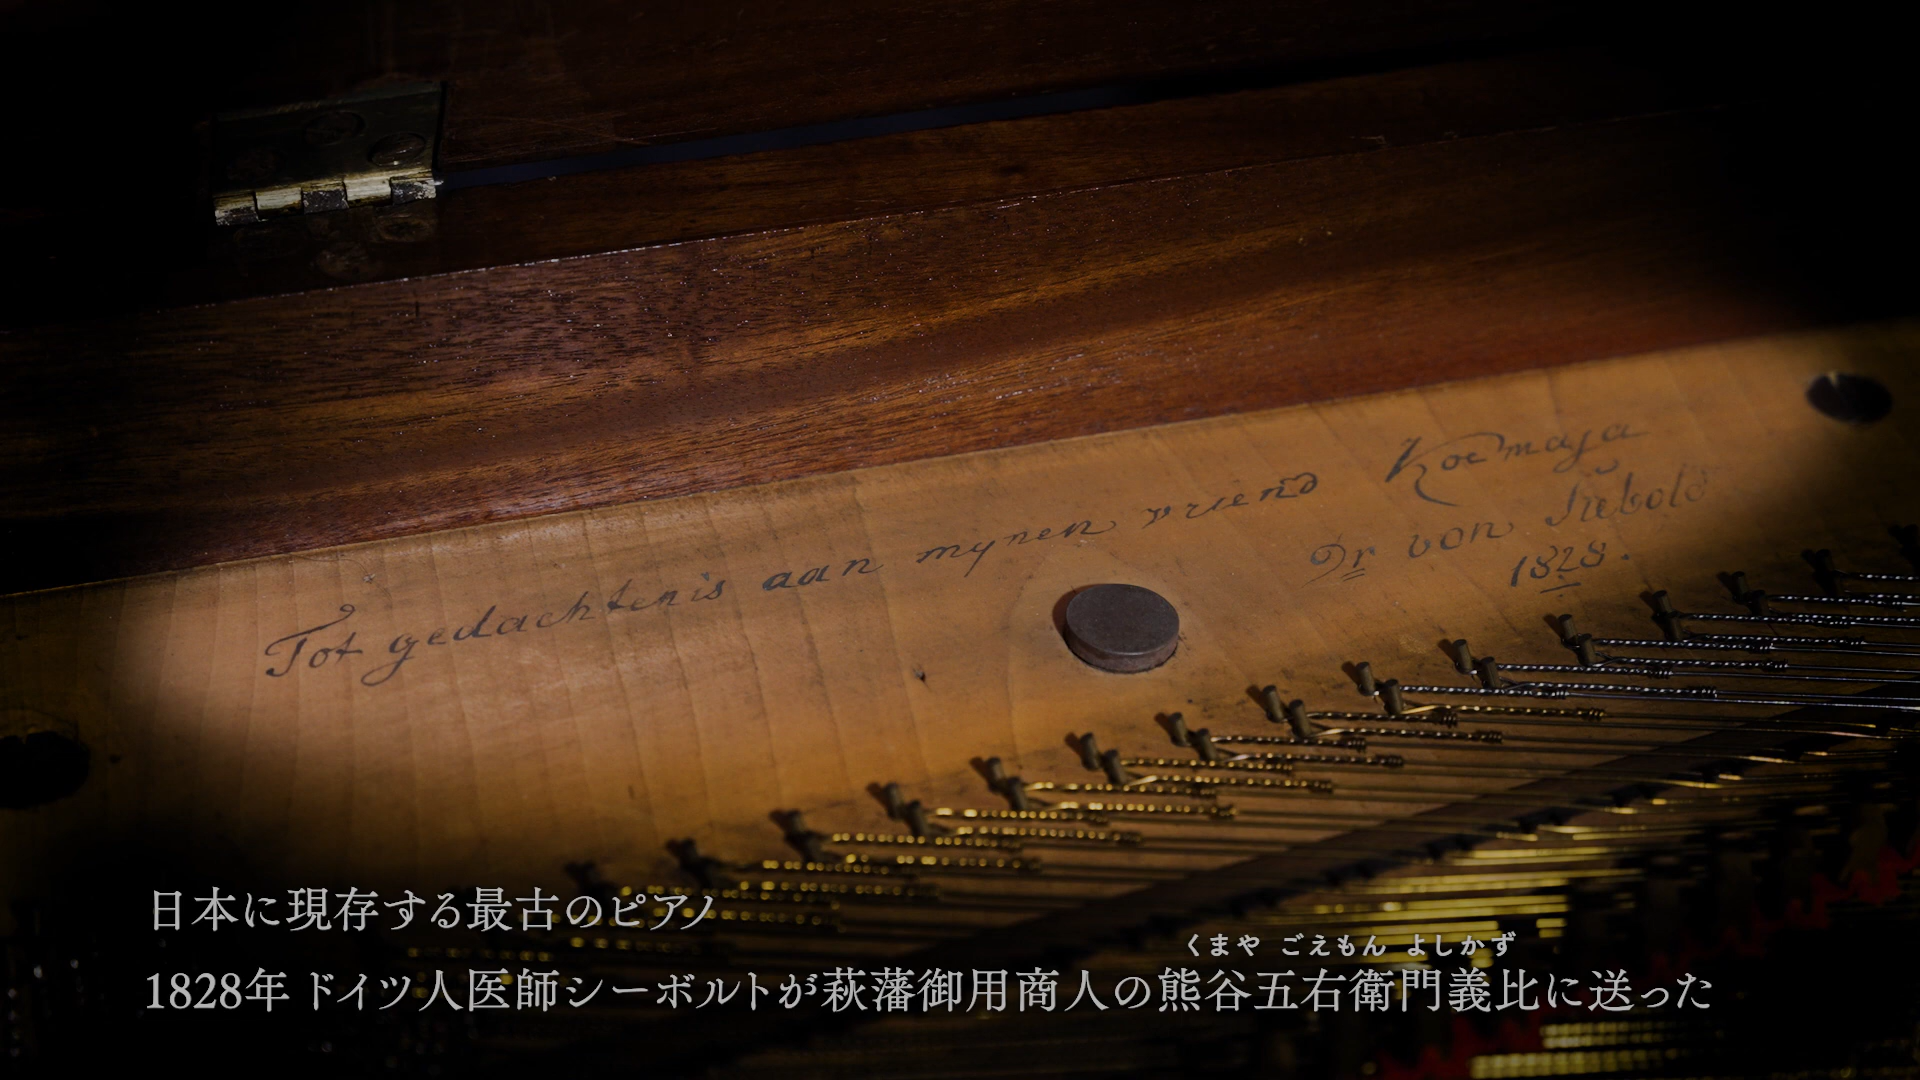 Tot gedachtenis aan mynen vriend Koemaja
Dr von Siebold
1828.
日本に現存する最古のピアノ
くまや ごえもん よしかず
1828年 ドイツ人医師シーボルトが萩藩御用商人の熊谷五右衛門義比に送った